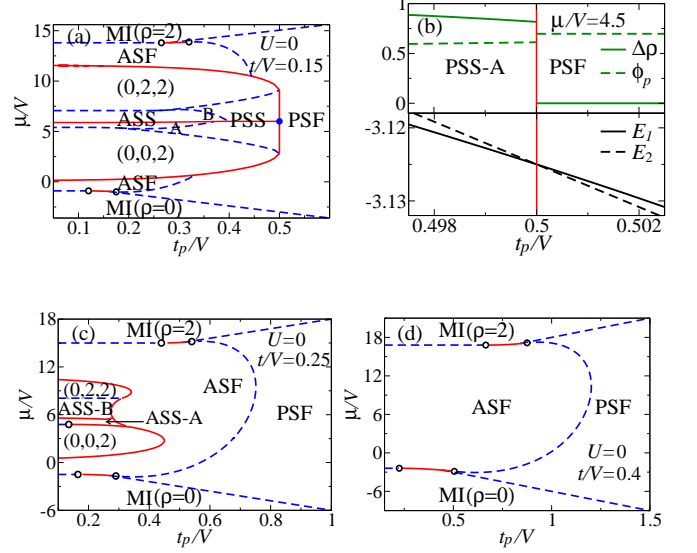 (a)
MI(ρ=2)
U=0
t/V=0.15
ASF
(0,2,2)
ASS
B
A
PSS
PSF
(0,0,2)
ASF
MI(ρ=0)
15
10
5
0
0.1
0.2
0.3
0.4
0.5
μ/V
t_p/V
(b)
μ/V=4.5
Δρ
ϕ_p
PSS-A
PSF
1
0.5
0
E_1
E_2
-3.12
-3.13
0.498
0.5
0.502
t_p/V
(c)
MI(ρ=2)
U=0
t/V=0.25
(0,2,2)
ASS-B
ASS-A
ASF
PSF
(0,0,2)
MI(ρ=0)
18
12
6
0
-6
0.2
0.4
0.6
0.8
1
μ/V
t_p/V
(d)
MI(ρ=2)
ASF
PSF
U=0
t/V=0.4
MI(ρ=0)
18
12
6
0
-6
0.5
1
1.5
μ/V
t_p/V